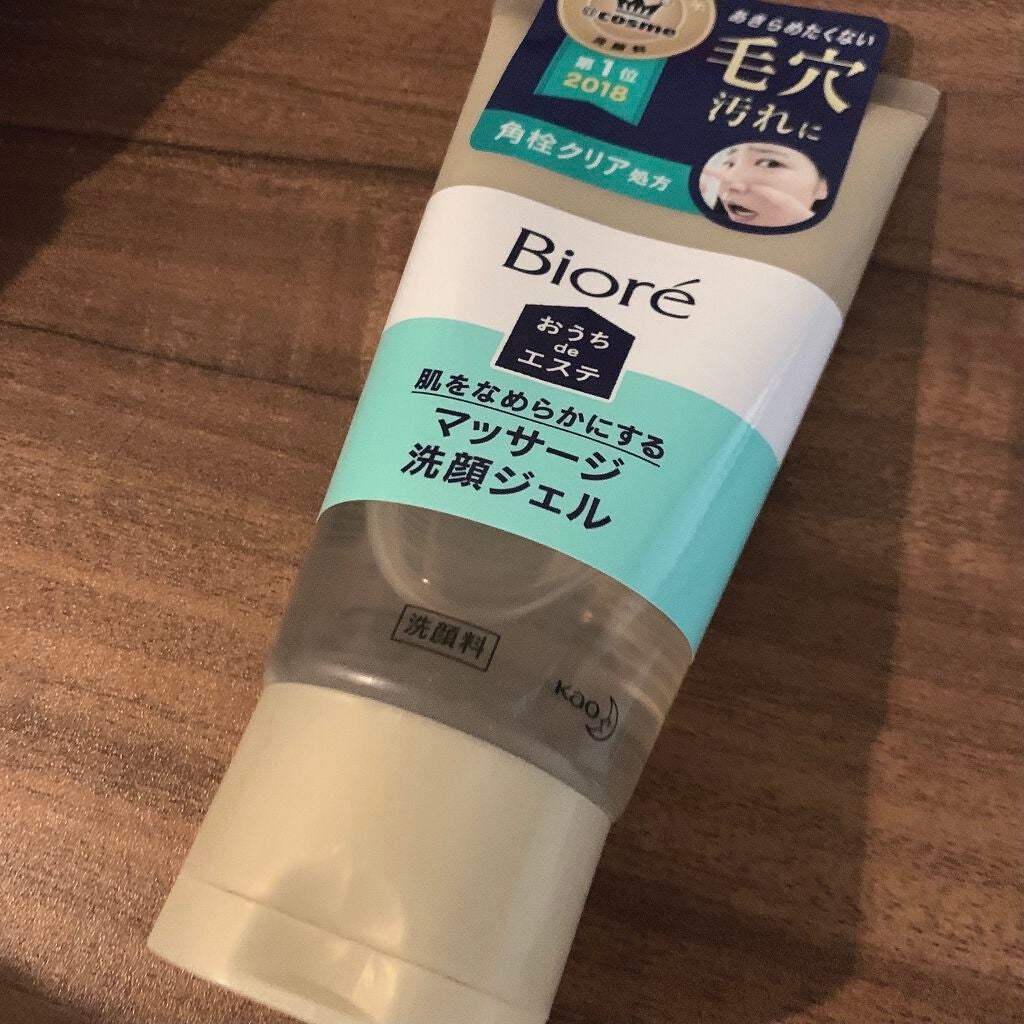 @cosme
洗顔料
第1位
2018
あきらめたくない
毛穴
汚れに
角栓クリア処方
Bioré
おうち
de
エステ
肌をなめらかにする
マッサージ
洗顔ジェル
洗顔料
Kao